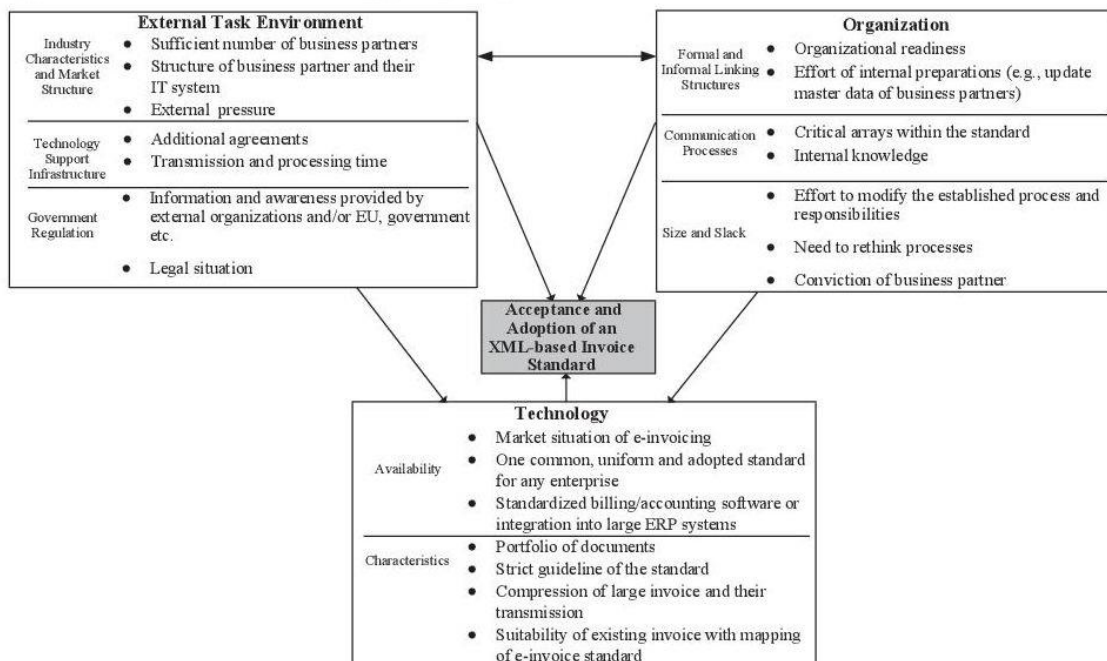 External Task Environment
Industry
Characteristics
and Market
Structure
● Sufficient number of business partners
● Structure of business partner and their
IT system
● External pressure
Technology
Support
Infrastructure
● Additional agreements
● Transmission and processing time
Government
Regulation
● Information and awareness provided by
external organizations and/or EU, government
etc.
● Legal situation
Organization
Formal and
Informal Linking
Structures
● Organizational readiness
● Effort of internal preparations (e.g., update
master data of business partners)
Communication
Processes
● Critical arrays within the standard
● Internal knowledge
Size and Slack
● Effort to modify the established process and
responsibilities
● Need to rethink processes
● Conviction of business partner
Acceptance and
Adoption of an
XML-based Invoice
Standard
Technology
Availability
● Market situation of e-invoicing
● One common, uniform and adopted standard
for any enterprise
● Standardized billing/accounting software or
integration into large ERP systems
Characteristics
● Portfolio of documents
● Strict guideline of the standard
● Compression of large invoice and their
transmission
● Suitability of existing invoice with mapping
of e-invoice standard